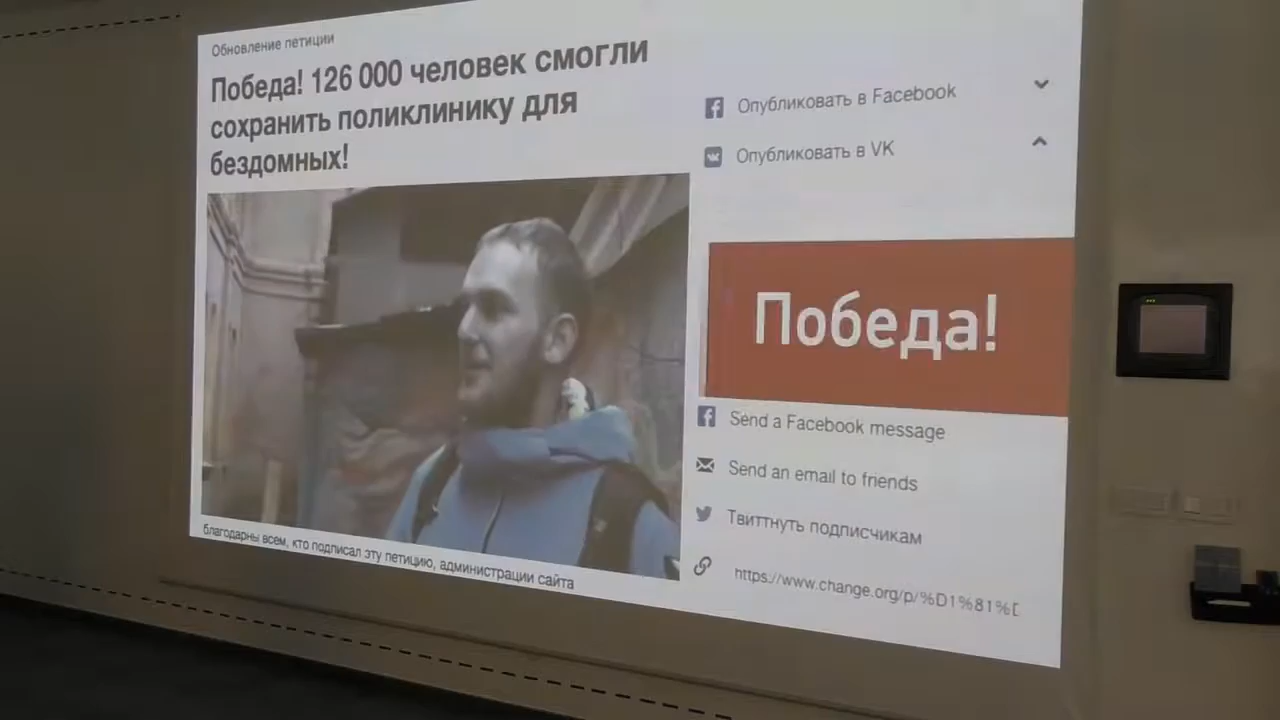 Обновление петиции
Победа! 126 000 человек смогли
сохранить поликлинику для
бездомных!
благодарны всем, кто подписал эту петицию, администрации сайта
Опубликовать в Facebook
Опубликовать в VK
Победа!
Send a Facebook message
Send an email to friends
Твиттнуть подписчикам
https://www.change.org/p/%D1%81%D